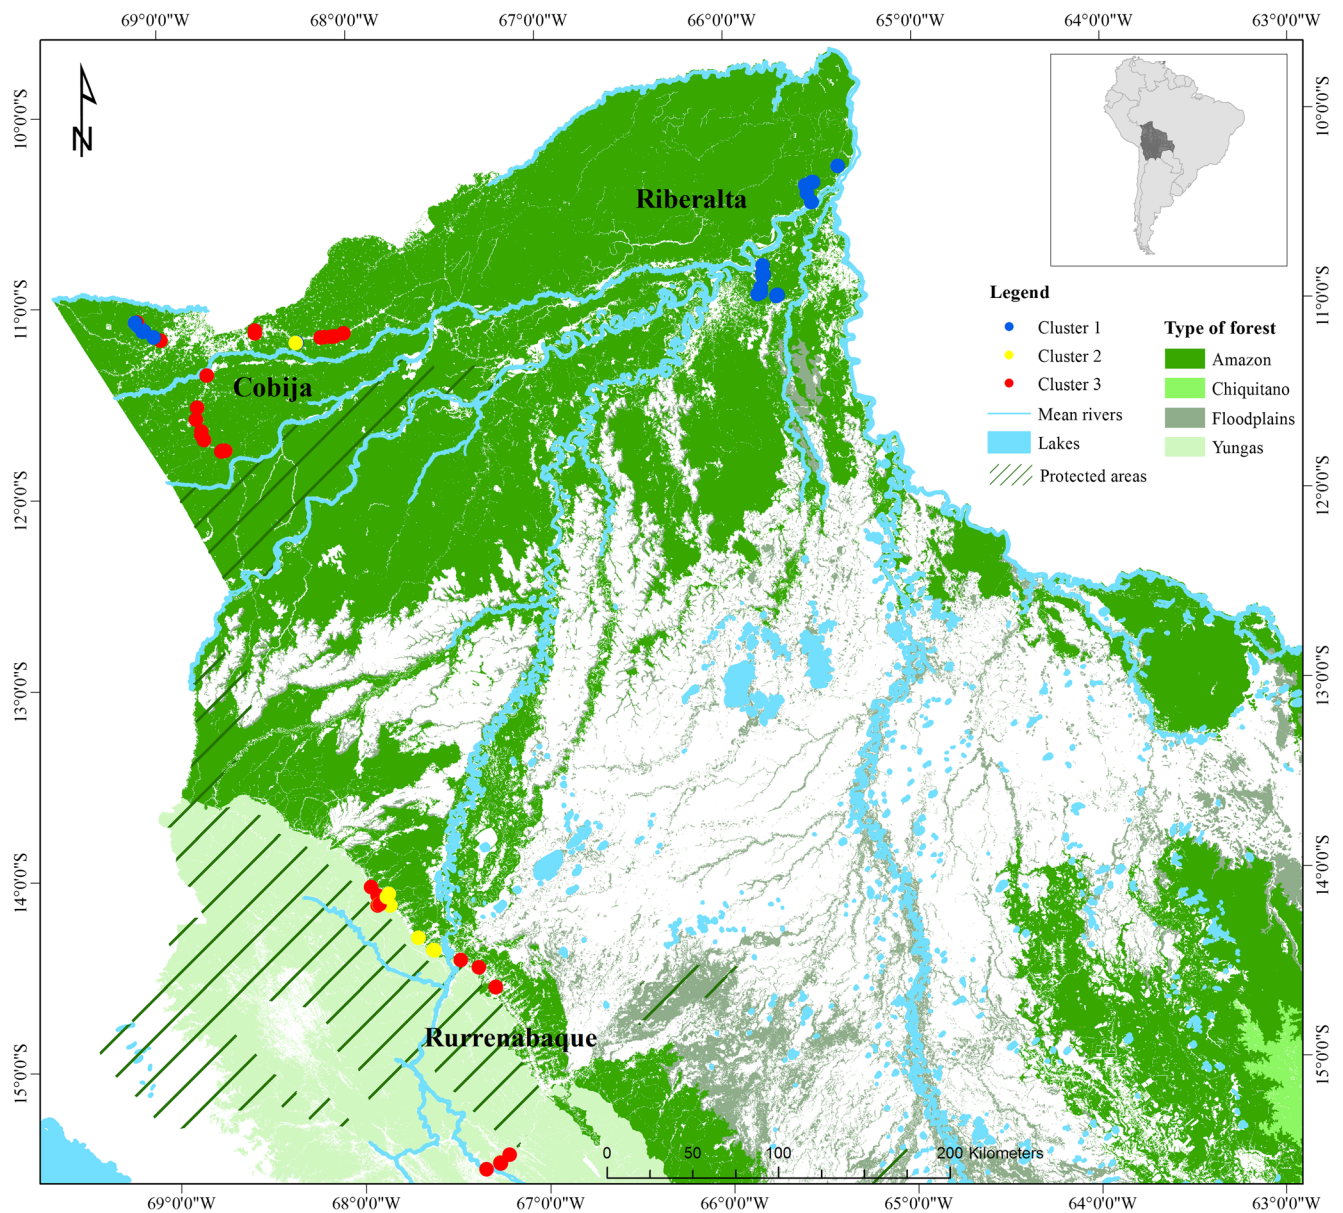 69°0'0"W 68°0'0"W 67°0'0"W 66°0'0"W 65°0'0"W 64°0'0"W 63°0'0"W
10°0'0"S
10°0'0"S
N
Riberalta
Legend
Cluster 1
Cluster 2
Cluster 3
Mean rivers
Lakes
Protected areas
Type of forest
Amazon
Chiquitano
Floodplains
Yungas
11°0'0"S
11°0'0"S
Cobija
12°0'0"S
12°0'0"S
13°0'0"S
13°0'0"S
14°0'0"S
14°0'0"S
Rurrenabaque
15°0'0"S
15°0'0"S
0 50 100 200 Kilometers
69°0'0"W 68°0'0"W 67°0'0"W 66°0'0"W 65°0'0"W 64°0'0"W 63°0'0"W